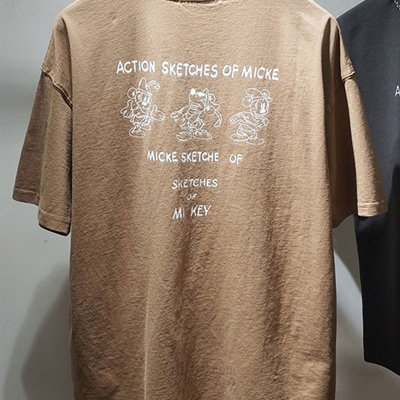 ACTION SKETCHES OF MICKE
MICKE SKETCHE OF
SKETCHES
OF
MICKEY
A